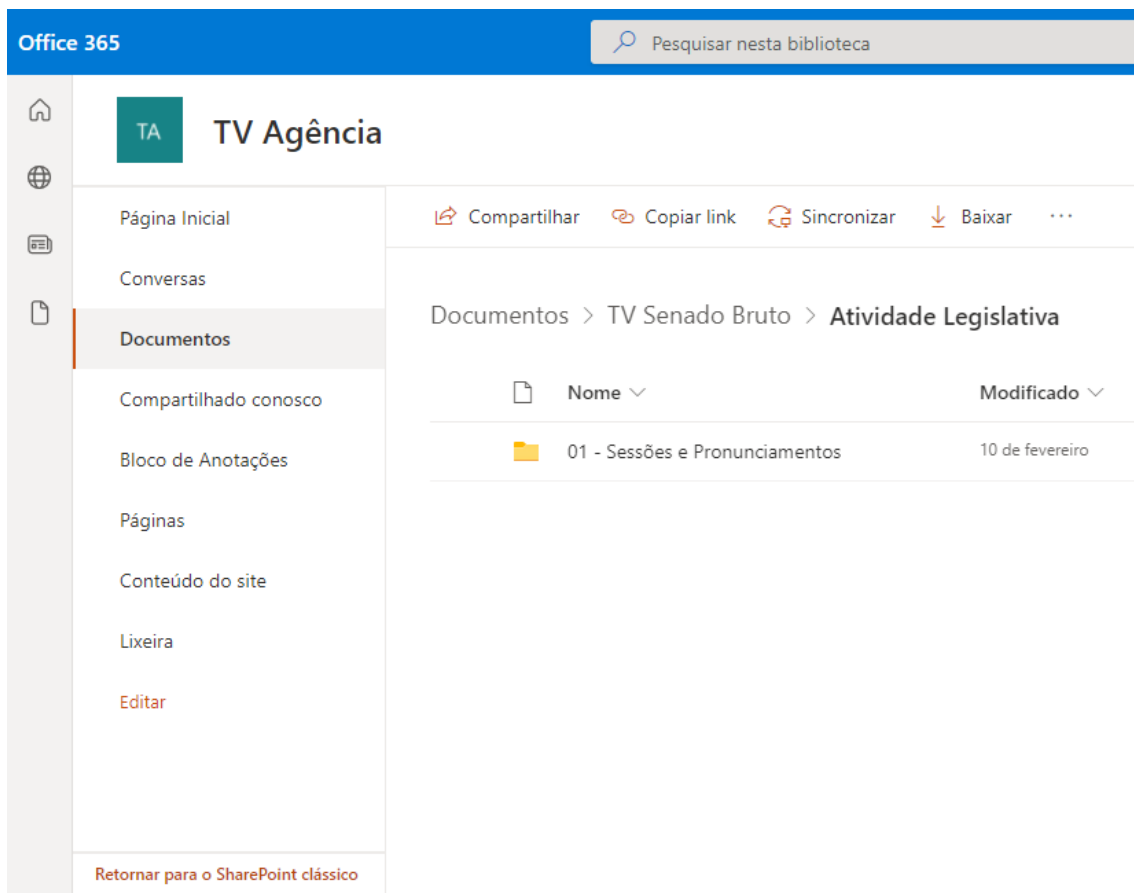 Office 365
Pesquisar nesta biblioteca
TA
TV Agência
Página Inicial
Conversas
Documentos
Compartilhado conosco
Bloco de Anotações
Páginas
Conteúdo do site
Lixeira
Editar
Retornar para o SharePoint clássico
Compartilhar Copiar link Sincronizar Baixar ...
Documentos > TV Senado Bruto > Atividade Legislativa
Nome Modificado
01 - Sessões e Pronunciamentos 10 de fevereiro